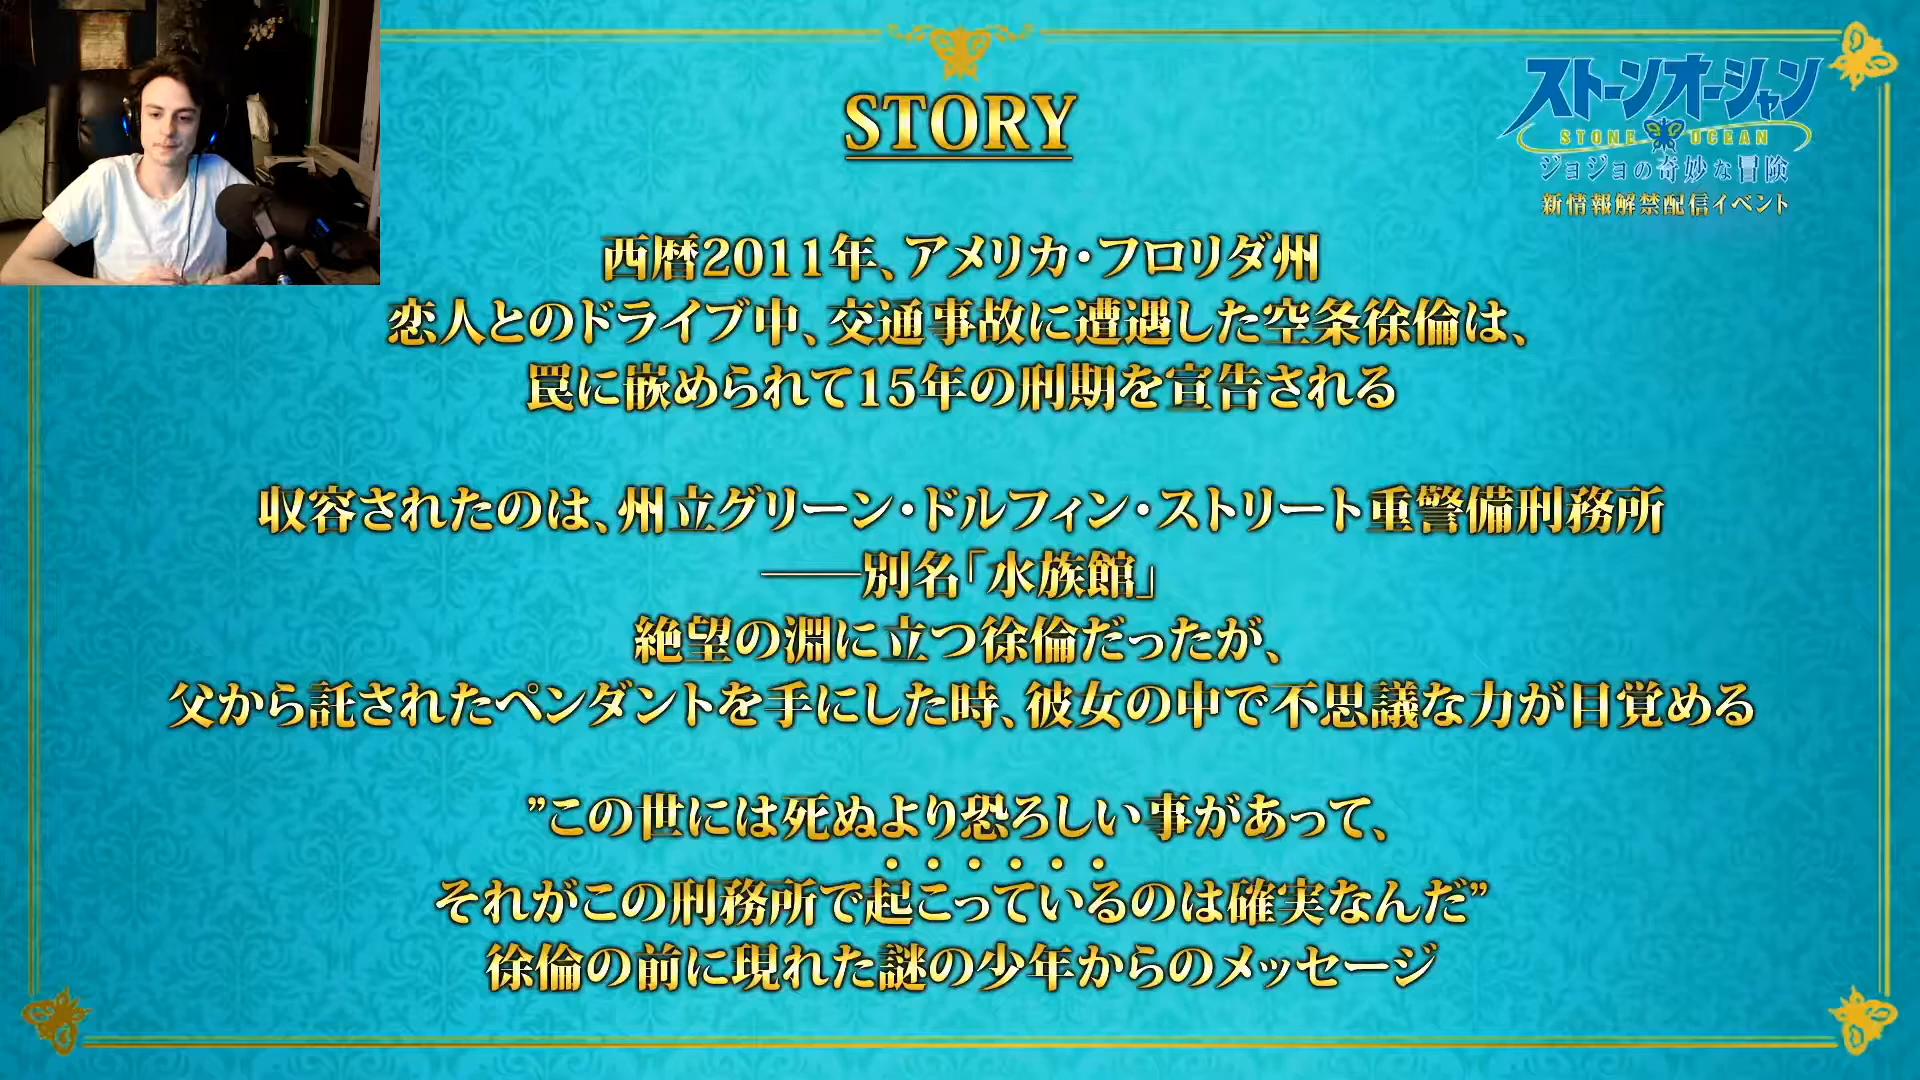 STORY
ストーンオーシャン
STONE OCEAN
ジョジョの奇妙な冒険
新情報解禁配信イベント
西暦2011年、アメリカ・フロリダ州
恋人とのドライブ中、交通事故に遭遇した空条徐倫は、
罠に嵌められて15年の刑期を宣告される
収容されたのは、州立グリーン・ドルフィン・ストリート重警備刑務所
──別名「水族館」
絶望の淵に立つ徐倫だったが、
父から託されたペンダントを手にした時、彼女の中で不思議な力が目覚める
”この世には死ぬより恐ろしい事があって、
それがこの刑務所で起こっているのは確実なんだ”
徐倫の前に現れた謎の少年からのメッセージ